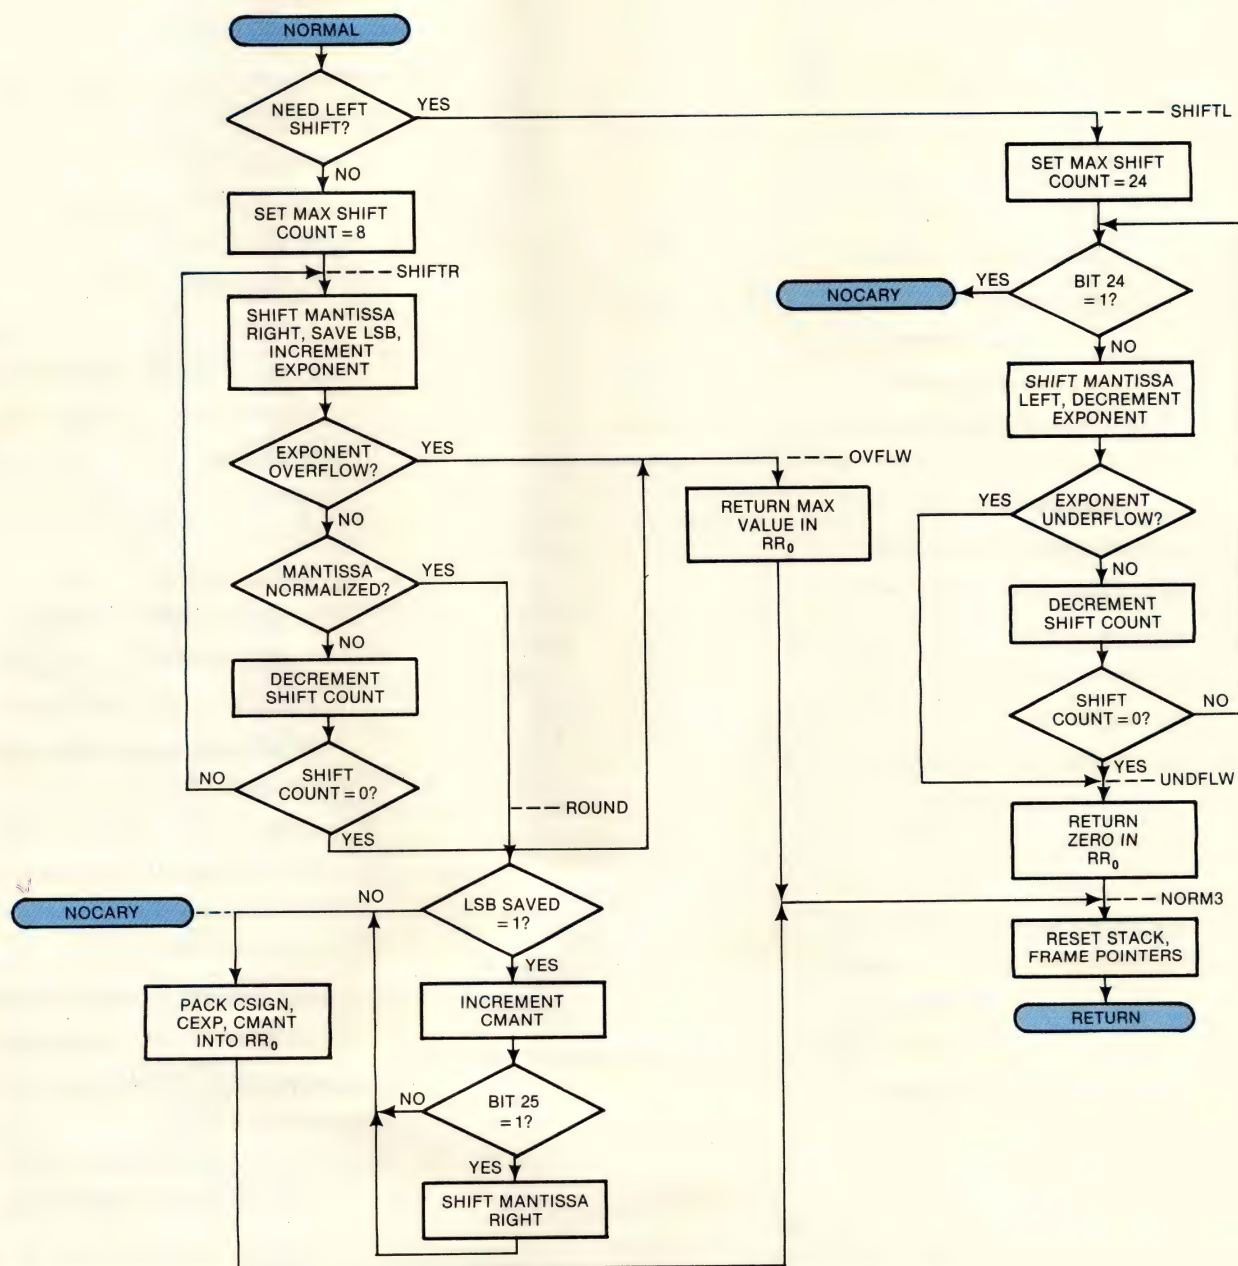 NORMAL
NEED LEFT
SHIFT?
YES
NO
SET MAX SHIFT
COUNT = 8
SHIFTR
SHIFT MANTISSA
RIGHT, SAVE LSB,
INCREMENT
EXPONENT
EXPONENT
OVERFLOW?
YES
NO
MANTISSA
NORMALIZED?
YES
NO
DECREMENT
SHIFT COUNT
SHIFT
COUNT = 0?
NO
YES
ROUND
OVFLW
RETURN MAX
VALUE IN
RR₀
LSB SAVED
= 1?
NO
YES
NOCARY
PACK CSIGN,
CEXP, CMANT
INTO RR₀
INCREMENT
CMANT
BIT 25
= 1?
NO
YES
SHIFT MANTISSA
RIGHT
SHIFTL
SET MAX SHIFT
COUNT = 24
BIT 24
= 1?
YES
NOCARY
NO
SHIFT MANTISSA
LEFT, DECREMENT
EXPONENT
EXPONENT
UNDERFLOW?
YES
NO
DECREMENT
SHIFT COUNT
SHIFT
COUNT = 0?
NO
YES
UNDFLW
RETURN
ZERO IN
RR₀
NORM3
RESET STACK,
FRAME POINTERS
RETURN